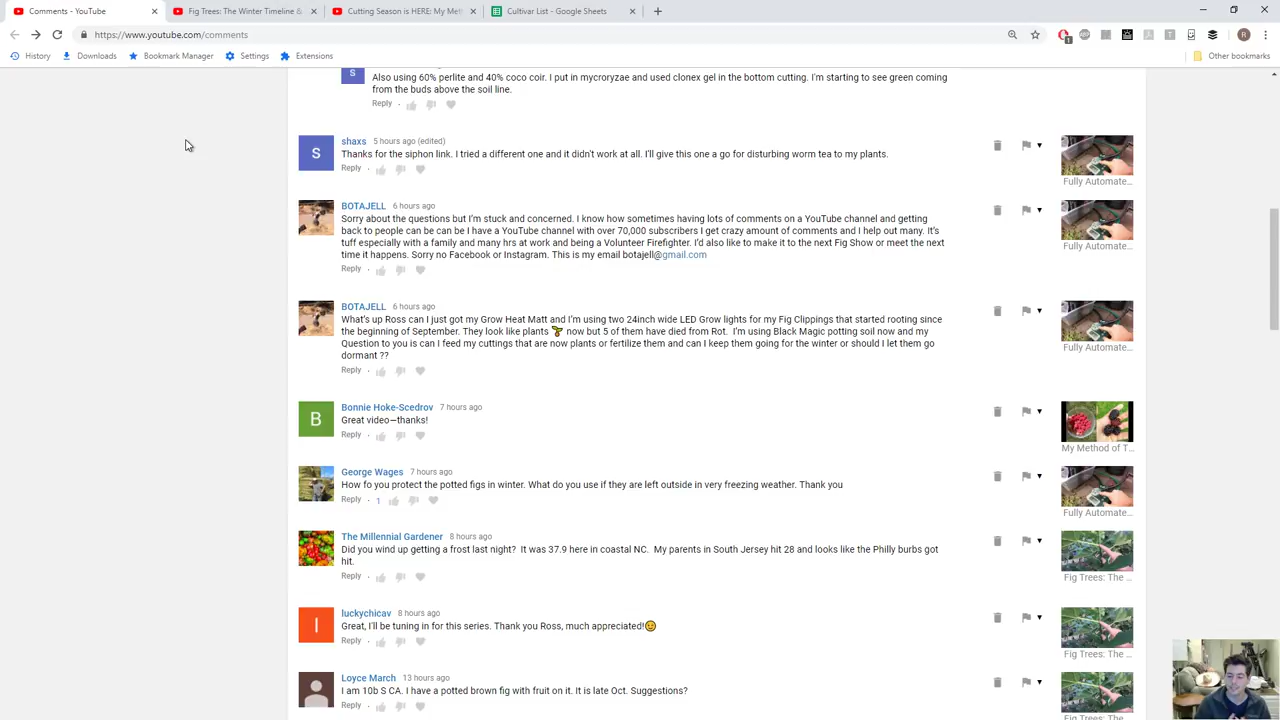 Comments - YouTube
Fig Trees: The Winter Timeline &
Cutting Season is HERE: My Met
Cultivar List - Google Sheets
https://www.youtube.com/comments
R
1
History
Downloads
Bookmark Manager
Settings
Extensions
Other bookmarks
S
Also using 60% perlite and 40% coco coir. I put in mycroryzae and used clonex gel in the bottom cutting. I'm starting to see green coming
from the buds above the soil line.
Reply
S
shaxs 5 hours ago (edited)
Thanks for the siphon link. I tried a different one and it didn't work at all. I'll give this one a go for disturbing worm tea to my plants.
Reply
Fully Automate...
BOTAJELL 6 hours ago
Sorry about the questions but I'm stuck and concerned. I know how sometimes having lots of comments on a YouTube channel and getting
back to people can be can be I have a YouTube channel with over 70,000 subscribers I get crazy amount of comments and I help out many. It's
tuff especially with a family and many hrs at work and being a Volunteer Firefighter. I'd also like to make it to the next Fig Show or meet the next
time it happens. Sorry no Facebook or Instagram. This is my email botajell@gmail.com
Reply
Fully Automate...
BOTAJELL 6 hours ago
What's up Ross can I just got my Grow Heat Matt and I'm using two 24inch wide LED Grow lights for my Fig Clippings that started rooting since
the beginning of September. They look like plants 🌱 now but 5 of them have died from Rot. I'm using Black Magic potting soil now and my
Question to you is can I feed my cuttings that are now plants or fertilize them and can I keep them going for the winter or should I let them go
dormant ??
Reply
Fully Automate...
B
Bonnie Hoke-Scedrov 7 hours ago
Great video—thanks!
Reply
My Method of T...
George Wages 7 hours ago
How fo you protect the potted figs in winter. What do you use if they are left outside in very freezing weather. Thank you
Reply · 1
Fully Automate...
The Millennial Gardener 8 hours ago
Did you wind up getting a frost last night? It was 37.9 here in coastal NC. My parents in South Jersey hit 28 and looks like the Philly burbs got
hit.
Reply
Fig Trees: The ...
l
luckychicav 8 hours ago
Great, I'll be tuning in for this series. Thank you Ross, much appreciated!😉
Reply
Fig Trees: The ...
Loyce March 13 hours ago
I am 10b S CA. I have a potted brown fig with fruit on it. It is late Oct. Suggestions?
Reply
Fig Trees: The ...